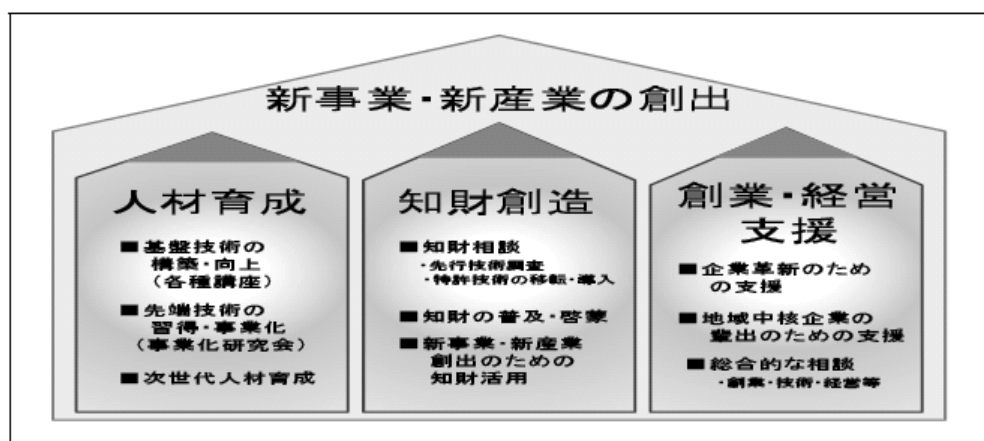 新事業・新産業の創出
人材育成
■基盤技術の
構築・向上
（各種講座）
■先端技術の
習得・事業化
（事業化研究会）
■次世代人材育成
知財創造
■知財相談
・先行技術調査
・特許技術の移転・導入
■知財の普及・啓蒙
■新事業・新産業
創出のための
知財活用
創業・経営
支援
■企業革新のため
の支援
■地域中核企業の
輩出のための支援
■総合的な相談
・創業・技術・経営等